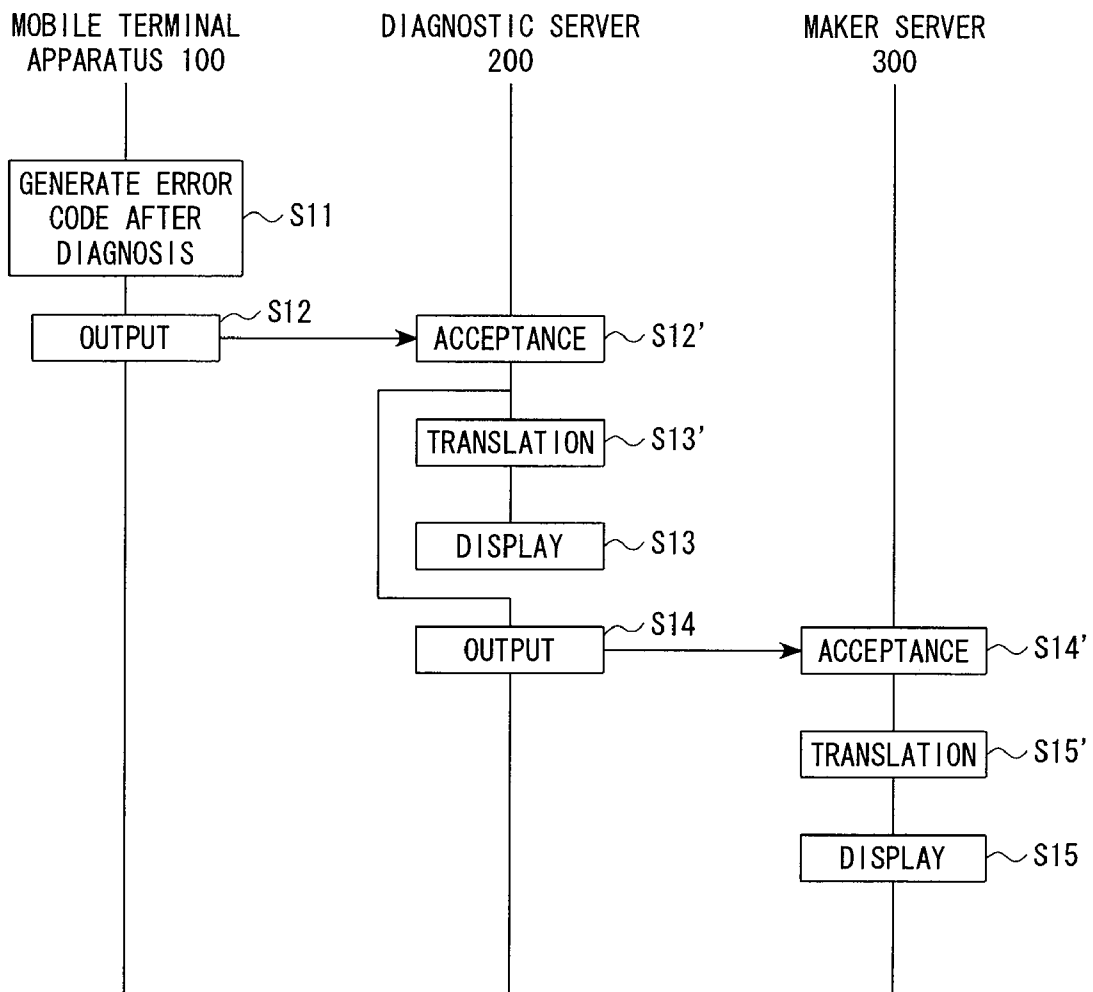 MOBILE TERMINAL
APPARATUS 100
DIAGNOSTIC SERVER
200
MAKER SERVER
300
GENERATE ERROR
CODE AFTER
DIAGNOSIS
S11
OUTPUT
S12
ACCEPTANCE
S12'
TRANSLATION
S13'
DISPLAY
S13
OUTPUT
S14
ACCEPTANCE
S14'
TRANSLATION
S15'
DISPLAY
S15